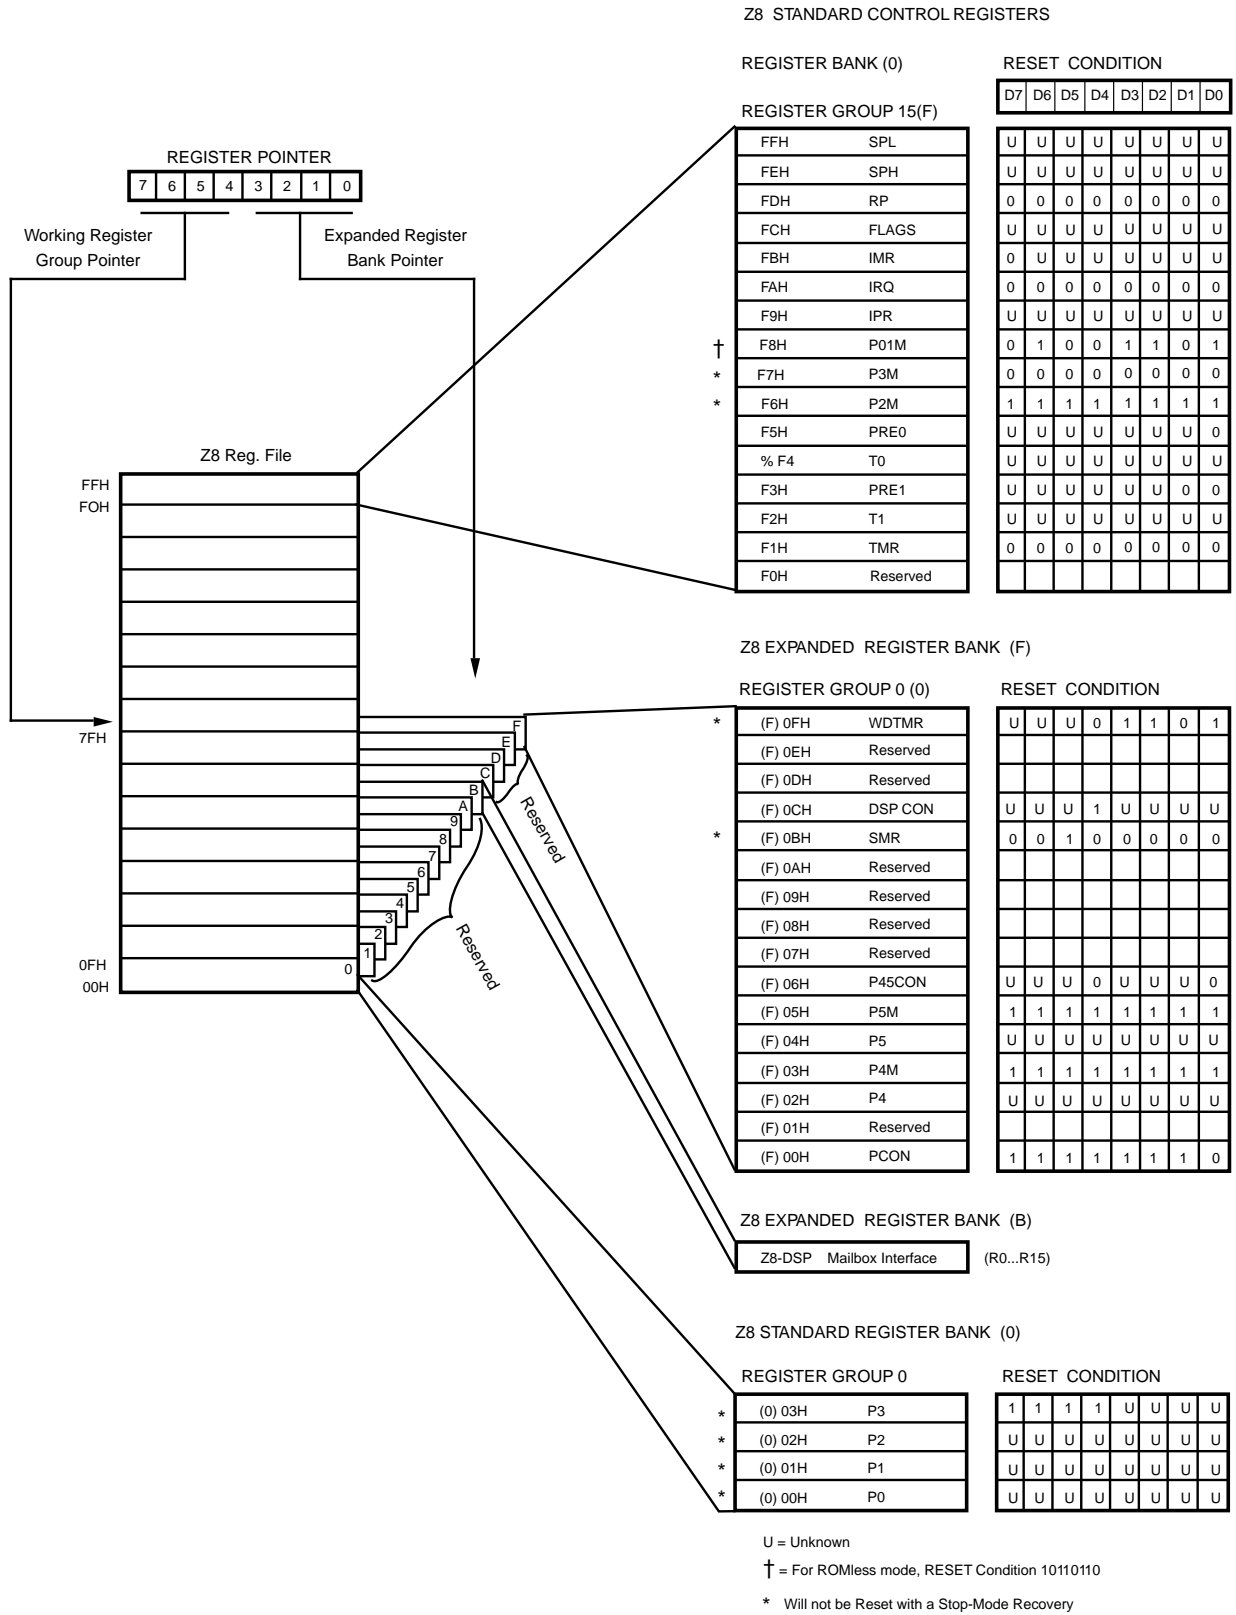 Z8 STANDARD CONTROL REGISTERS
REGISTER BANK (0) RESET CONDITION
D7 D6 D5 D4 D3 D2 D1 D0
REGISTER GROUP 15(F)
FFH SPL U U U U U U U U
FEH SPH U U U U U U U U
FDH RP 0 0 0 0 0 0 0 0
FCH FLAGS U U U U U U U U
FBH IMR 0 U U U U U U U
FAH IRQ 0 0 0 0 0 0 0 0
F9H IPR U U U U U U U U
† F8H P01M 0 1 0 0 1 1 0 1
* F7H P3M 0 0 0 0 0 0 0 0
* F6H P2M 1 1 1 1 1 1 1 1
F5H PRE0 U U U U U U U 0
% F4 T0 U U U U U U U U
F3H PRE1 U U U U U U 0 0
F2H T1 U U U U U U U U
F1H TMR 0 0 0 0 0 0 0 0
F0H Reserved
REGISTER POINTER
7 6 5 4 3 2 1 0
Working Register
Group Pointer
Expanded Register
Bank Pointer
Z8 Reg. File
FFH
FOH
7FH
0FH
00H
F
E
D
C
B
A
9
8
7
6
5
4
3
2
1
0
Reserved
Reserved
Z8 EXPANDED REGISTER BANK (F)
REGISTER GROUP 0 (0) RESET CONDITION
* (F) 0FH WDTMR U U U 0 1 1 0 1
(F) 0EH Reserved
(F) 0DH Reserved
(F) 0CH DSP CON U U U 1 U U U U
* (F) 0BH SMR 0 0 1 0 0 0 0 0
(F) 0AH Reserved
(F) 09H Reserved
(F) 08H Reserved
(F) 07H Reserved
(F) 06H P45CON U U U 0 U U U 0
(F) 05H P5M 1 1 1 1 1 1 1 1
(F) 04H P5 U U U U U U U U
(F) 03H P4M 1 1 1 1 1 1 1 1
(F) 02H P4 U U U U U U U U
(F) 01H Reserved
(F) 00H PCON 1 1 1 1 1 1 1 0
Z8 EXPANDED REGISTER BANK (B)
Z8-DSP Mailbox Interface (R0...R15)
Z8 STANDARD REGISTER BANK (0)
REGISTER GROUP 0 RESET CONDITION
* (0) 03H P3 1 1 1 1 U U U U
* (0) 02H P2 U U U U U U U U
* (0) 01H P1 U U U U U U U U
* (0) 00H P0 U U U U U U U U
U = Unknown
† = For ROMless mode, RESET Condition 10110110
* Will not be Reset with a Stop-Mode Recovery